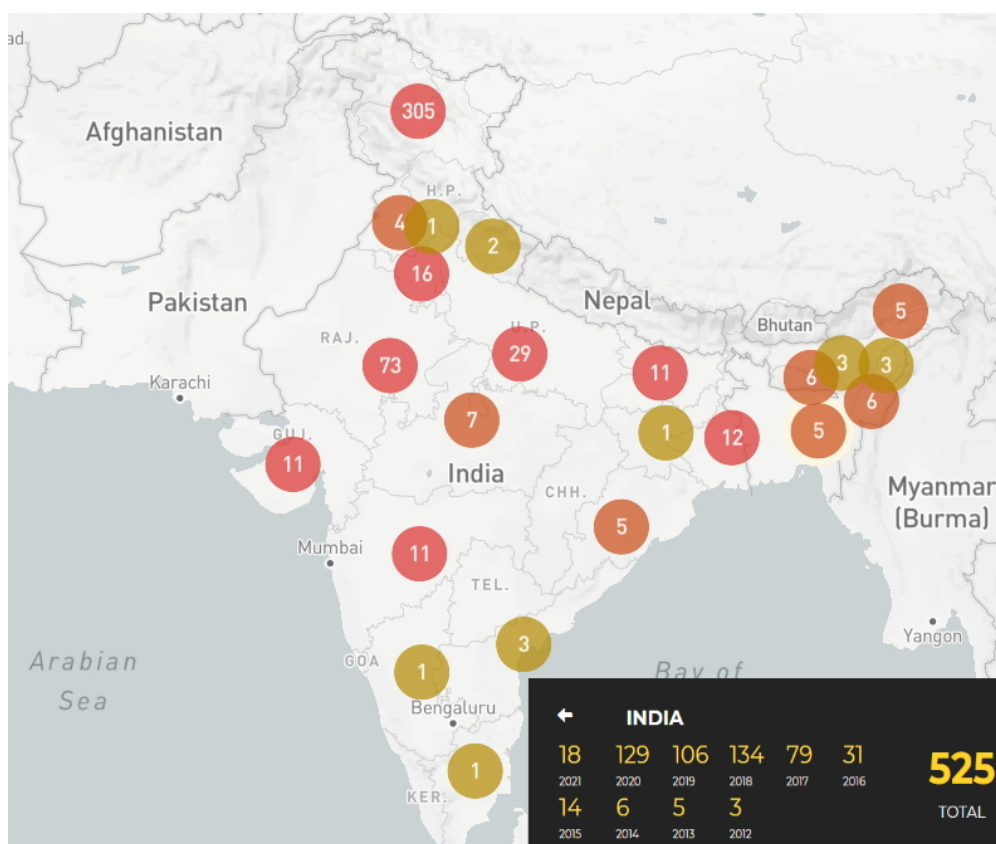 ad
305
Afghanistan
H.P.
4
1
2
16
Pakistan
Nepal
5
Bhutan
U.P.
RAJ.
29
3
3
73
11
6
Karachi
6
7
1
12
5
GUJ.
11
India
CHH.
Myanmar
(Burma)
5
Mumbai
11
TEL.
Yangon
3
Arabian
Sea
GOA
1
Bay of
Bengaluru
1
KER.
INDIA
18 129 106 134 79 31
2021 2020 2019 2018 2017 2016
525
TOTAL
14 6 5 3
2015 2014 2013 2012